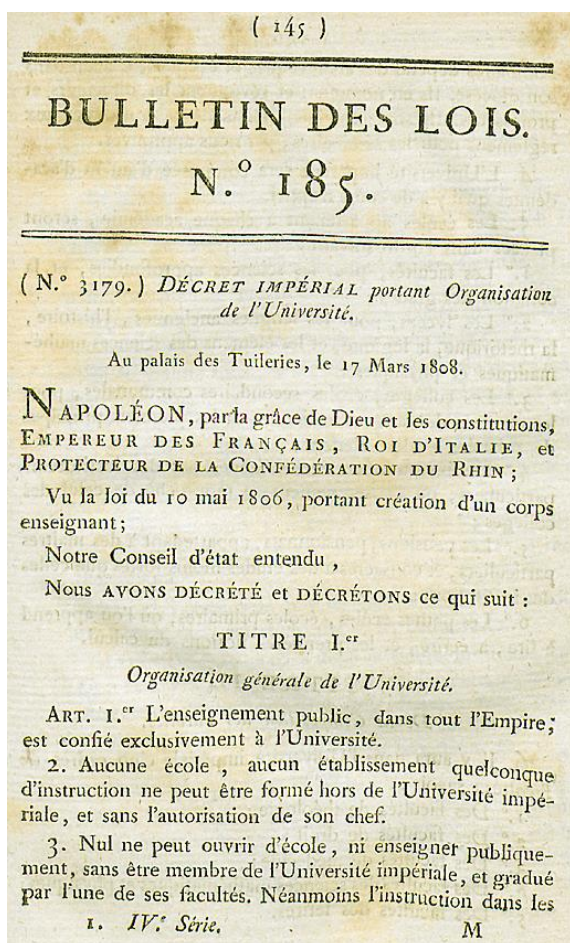 ( 145 )
BULLETIN DES LOIS.
N.º 185.
( N.º 3179. ) DÉCRET IMPÉRIAL portant Organisation
de l'Université.
Au palais des Tuileries, le 17 Mars 1808.
NAPOLÉON, par la grâce de Dieu et les constitutions,
EMPEREUR DES FRANÇAIS, ROI D'ITALIE, et
PROTECTEUR DE LA CONFÉDÉRATION DU RHIN ;
Vu la loi du 10 mai 1806, portant création d'un corps
enseignant ;
Notre Conseil d'état entendu ,
Nous AVONS DÉCRÉTÉ et DÉCRÉTONS ce qui suit :
TITRE I.er
Organisation générale de l'Université.
ART. 1.er L'enseignement public, dans tout l'Empire;
est confié exclusivement à l'Université.
2. Aucune école , aucun établissement quelconque
d'instruction ne peut être formé hors de l'Université impé-
riale, et sans l'autorisation de son chef.
3. Nul ne peut ouvrir d'école, ni enseigner publique-
ment, sans être membre de l'Université impériale, et gradué
par l'une de ses facultés. Néanmoins l'instruction dans les
1. IV.e Série. M